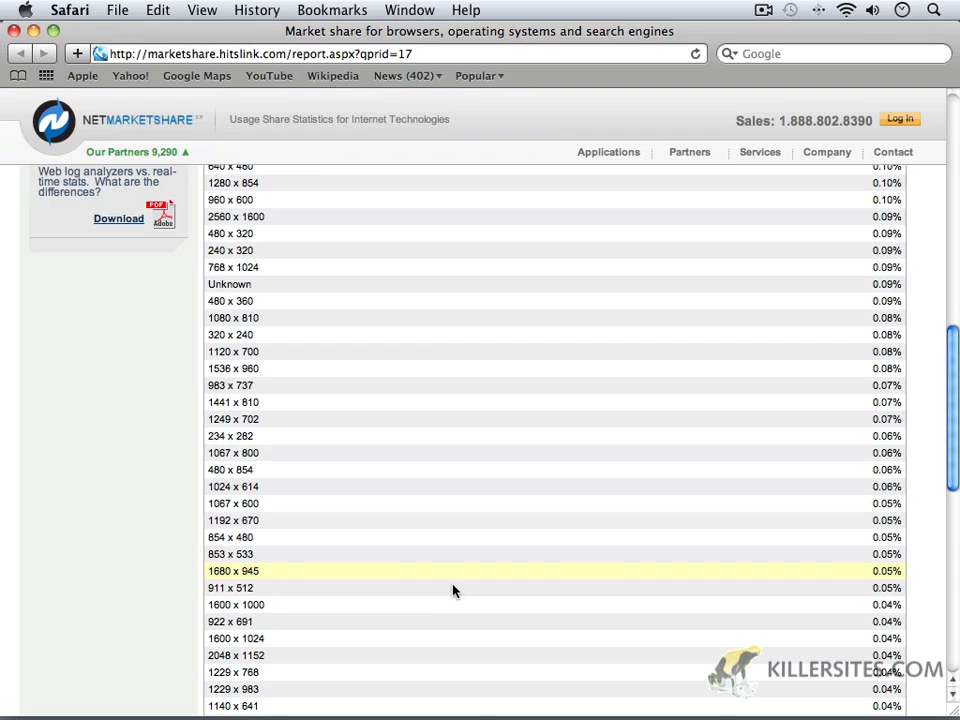 Safari File Edit View History Bookmarks Window Help
Market share for browsers, operating systems and search engines
http://marketshare.hitslink.com/report.aspx?qprid=17
Google
Apple Yahoo! Google Maps YouTube Wikipedia News (402) Popular
NETMARKETSHARE
Usage Share Statistics for Internet Technologies
Sales: 1.888.802.8390
Log in
Our Partners 9,290
Applications Partners Services Company Contact
Web log analyzers vs. real-
time stats. What are the
differences?
Download
PDF
Adobe
640 x 480 0.10%
1280 x 854 0.10%
960 x 600 0.10%
2560 x 1600 0.09%
480 x 320 0.09%
240 x 320 0.09%
768 x 1024 0.09%
Unknown 0.09%
480 x 360 0.09%
1080 x 810 0.08%
320 x 240 0.08%
1120 x 700 0.08%
1536 x 960 0.08%
983 x 737 0.07%
1441 x 810 0.07%
1249 x 702 0.07%
234 x 282 0.06%
1067 x 800 0.06%
480 x 854 0.06%
1024 x 614 0.06%
1067 x 600 0.05%
1192 x 670 0.05%
854 x 480 0.05%
853 x 533 0.05%
1680 x 945 0.05%
911 x 512 0.05%
1600 x 1000 0.04%
922 x 691 0.04%
1600 x 1024 0.04%
2048 x 1152 0.04%
1229 x 768 0.04%
1229 x 983 0.04%
1140 x 641 0.04%
KILLERSITES.COM